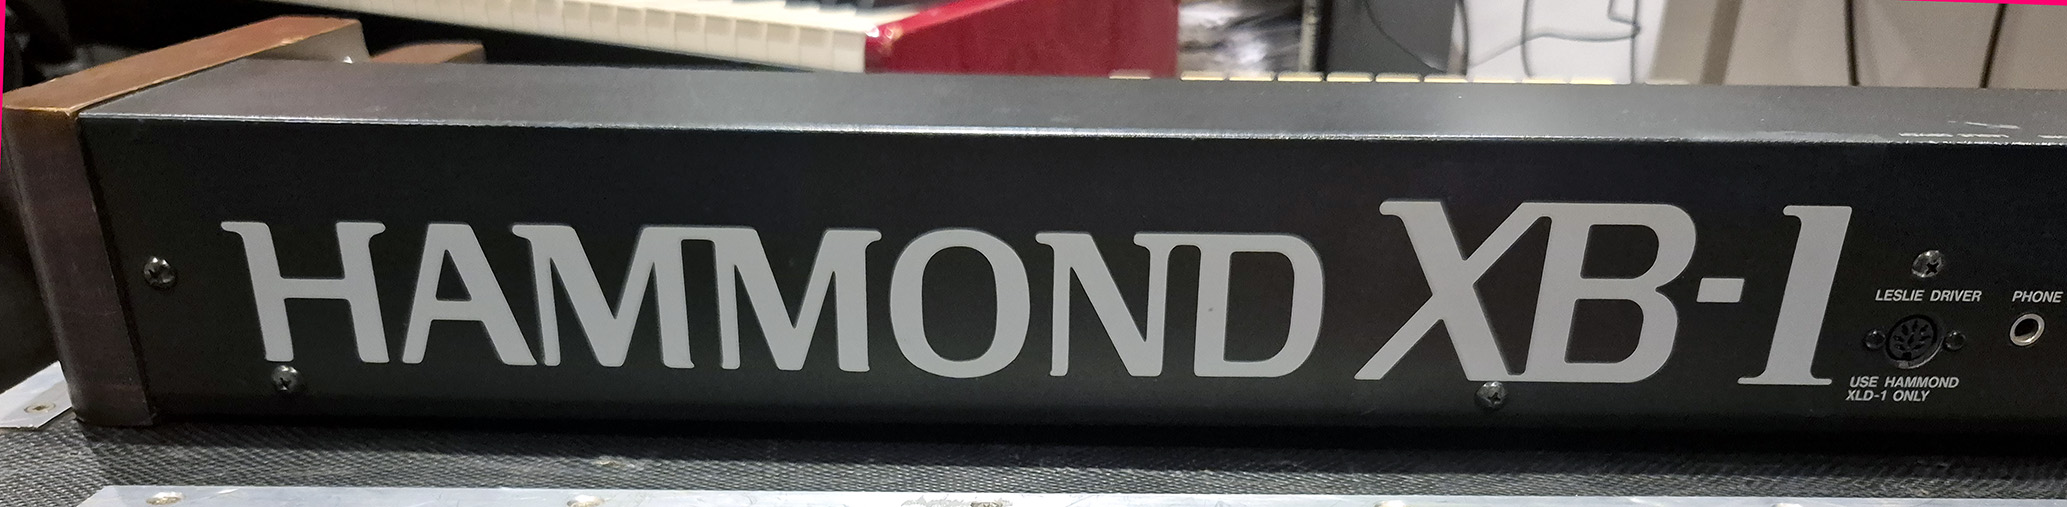 HAMMOND XB-1
LESLIE DRIVER
PHONE
USE HAMMOND
XLD-1 ONLY